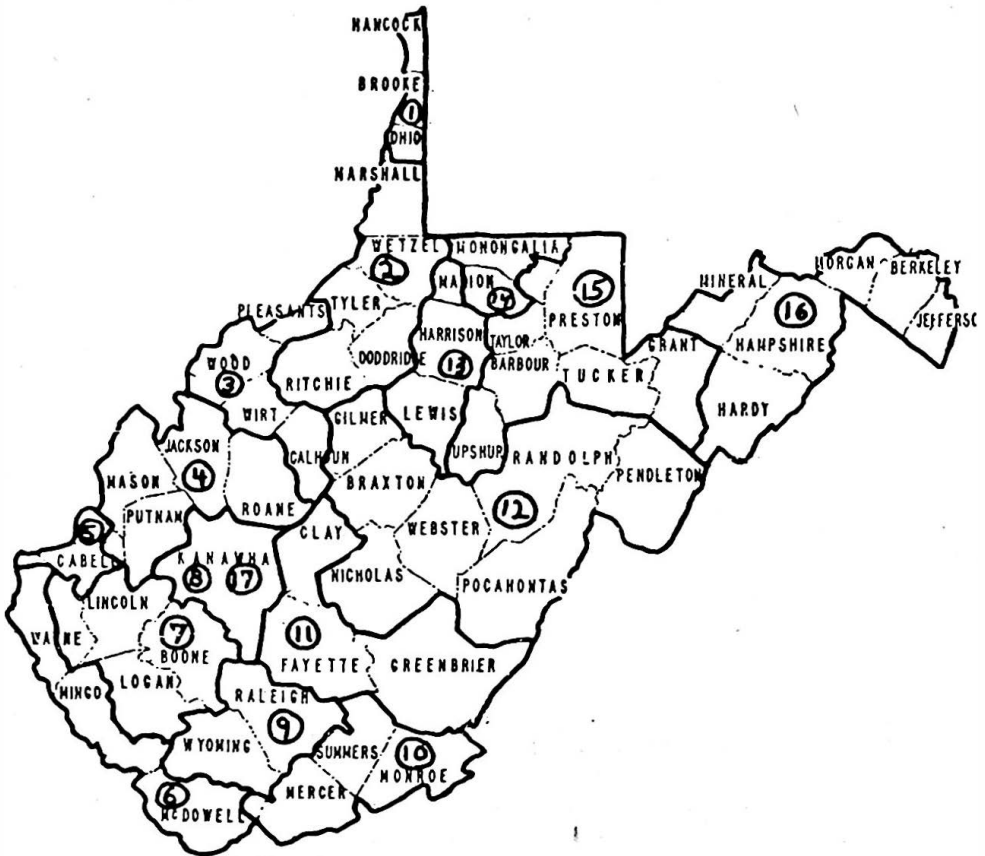 HANCOCK
BROOKE
1
OHIO
MARSHALL
WETZEL
MONONGALIA
2
MARION
14
15
PRESTON
TYLER
PLEASANTS
HARRISON
TAYLOR
DODDRIDGE
13
BARBOUR
TUCKER
GRANT
MINERAL
MORGAN
BERKELEY
16
JEFFERSO
HAMPSHIRE
HARDY
WOOD
3
RITCHIE
WIRT
GILMER
LEWIS
UPSHUR
RANDOLPH
PENDLETON
JACKSON
4
CALHOUN
BRAXTON
MASON
ROANE
12
PUTNAM
CLAY
WEBSTER
5
CABELL
KANAWHA
8
17
NICHOLAS
POCAHONTAS
LINCOLN
WAYNE
7
BOONE
11
FAYETTE
GREENBRIER
MINGO
LOGAN
RALEIGH
9
WYOMING
SUMMERS
10
MONROE
6
McDOWELL
MERCER